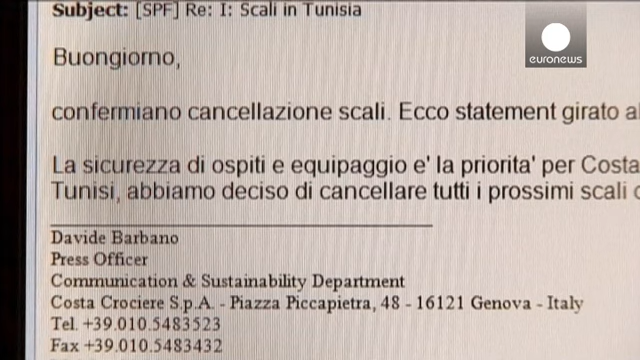 Subject: [SPF] Re: I: Scali in Tunisia
euronews
Buongiorno,
confermiano cancellazione scali. Ecco statement girato
La sicurezza di ospiti e equipaggio e' la priorita' per Costa
Tunisi, abbiamo deciso di cancellare tutti i prossimi scali
Davide Barbano
Press Officer
Communication & Sustainability Department
Costa Crociere S.p.A. - Piazza Piccapietra, 48 - 16121 Genova - Italy
Tel. +39.010.5483523
Fax +39.010.5483432